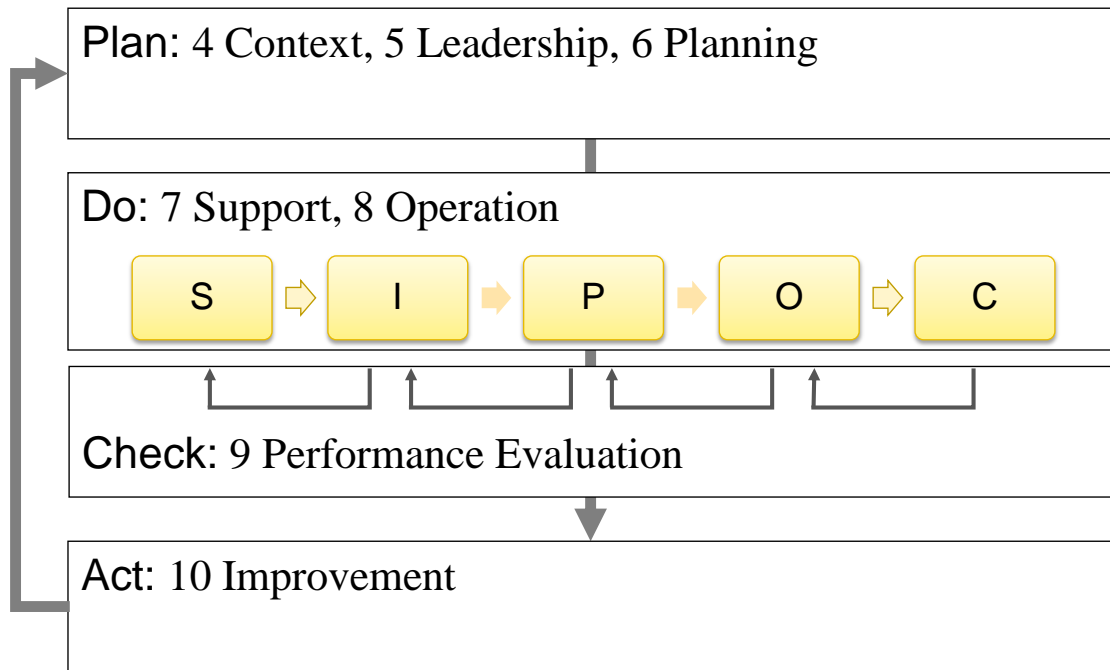 Plan: 4 Context, 5 Leadership, 6 Planning
Do: 7 Support, 8 Operation
S I P O C
Check: 9 Performance Evaluation
Act: 10 Improvement